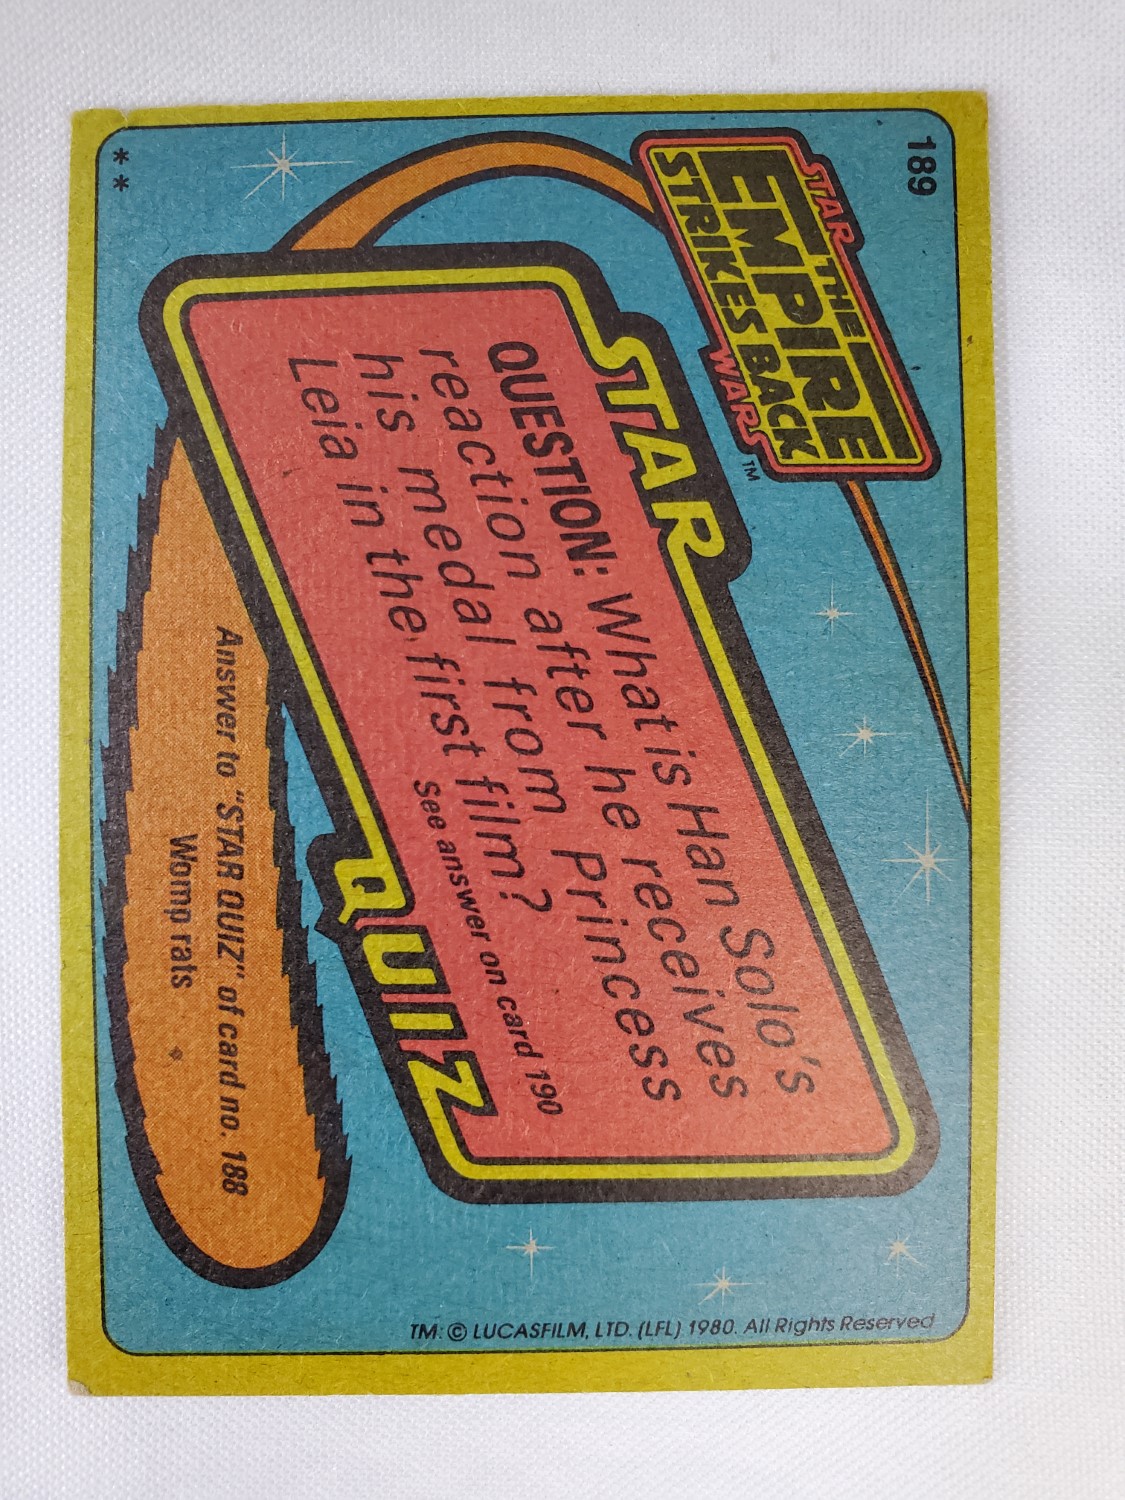 189
STAR
THE
EMPIRE
STRIKES BACK
WARS™
STAR
QUESTION: What is Han Solo's
reaction after he receives
his medal from Princess
Leia in the first film?
See answer on card 190
QUIZ
Answer to "STAR QUIZ" of card no. 188:
Womp rats
* *
TM: © LUCASFILM, LTD. (LFL) 1980. All Rights Reserved